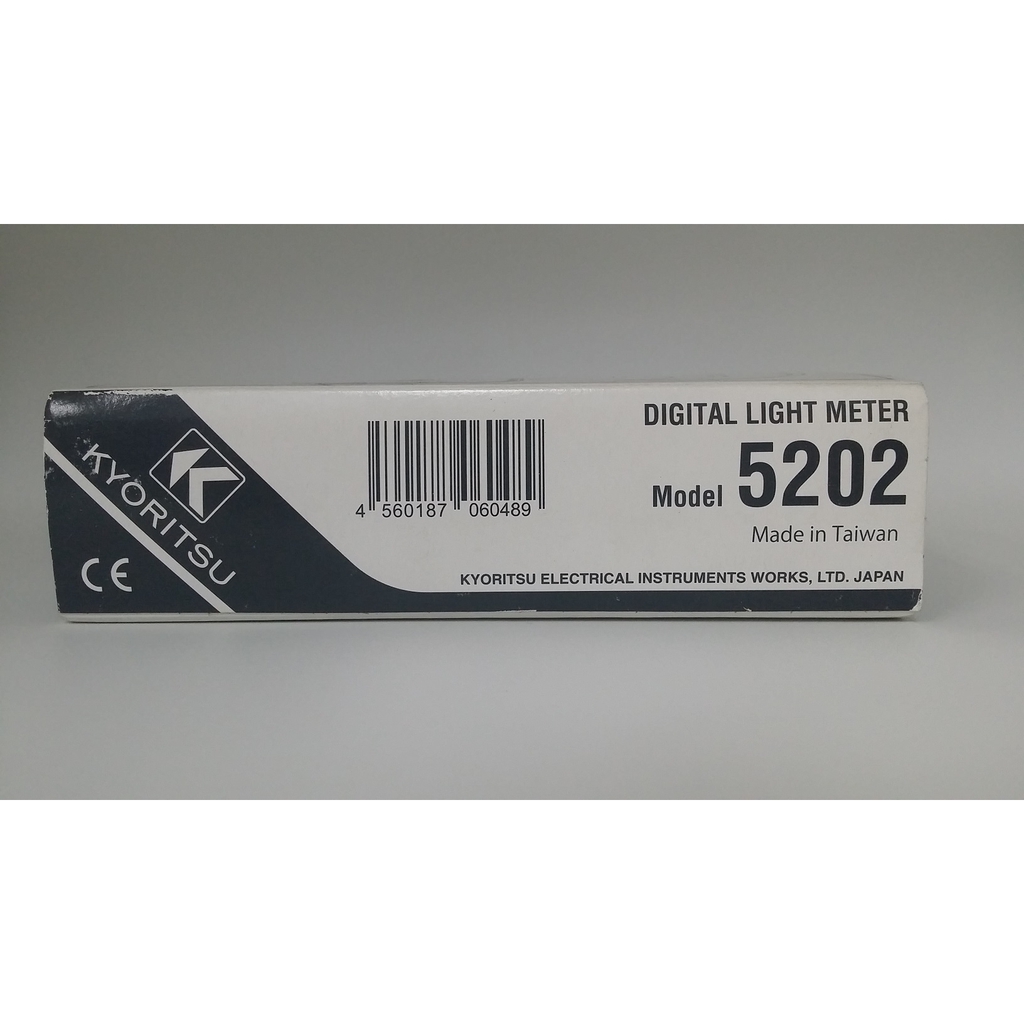 KYORITSU
CE
4 560187 060489
DIGITAL LIGHT METER
Model 5202
Made in Taiwan
KYORITSU ELECTRICAL INSTRUMENTS WORKS, LTD. JAPAN